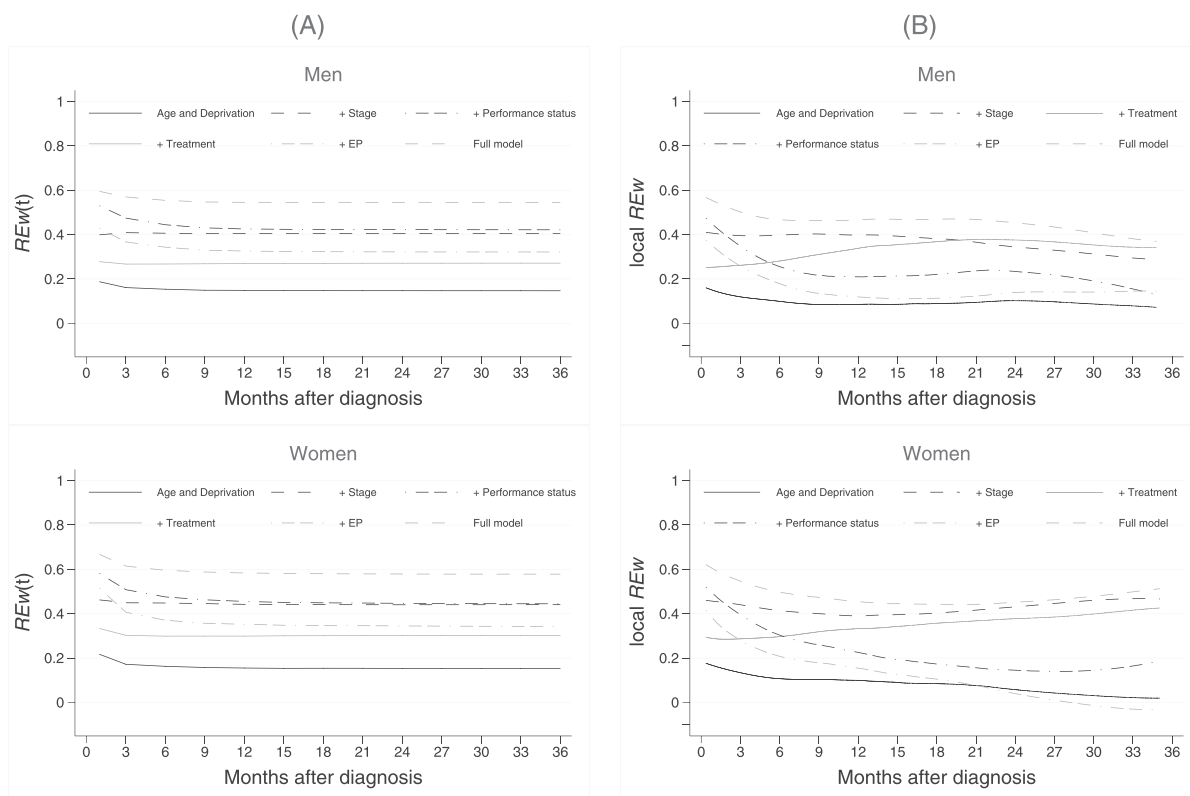 (A)
Men
1
0.8
0.6
0.4
0.2
0
REw(t)
Age and Deprivation + Stage + Performance status
+ Treatment + EP Full model
0 3 6 9 12 15 18 21 24 27 30 33 36
Months after diagnosis
Women
1
0.8
0.6
0.4
0.2
0
REw(t)
Age and Deprivation + Stage + Performance status
+ Treatment + EP Full model
0 3 6 9 12 15 18 21 24 27 30 33 36
Months after diagnosis
(B)
Men
1
0.8
0.6
0.4
0.2
0
local REw
Age and Deprivation + Stage + Treatment
+ Performance status + EP Full model
0 3 6 9 12 15 18 21 24 27 30 33 36
Months after diagnosis
Women
1
0.8
0.6
0.4
0.2
0
local REw
Age and Deprivation + Stage + Treatment
+ Performance status + EP Full model
0 3 6 9 12 15 18 21 24 27 30 33 36
Months after diagnosis